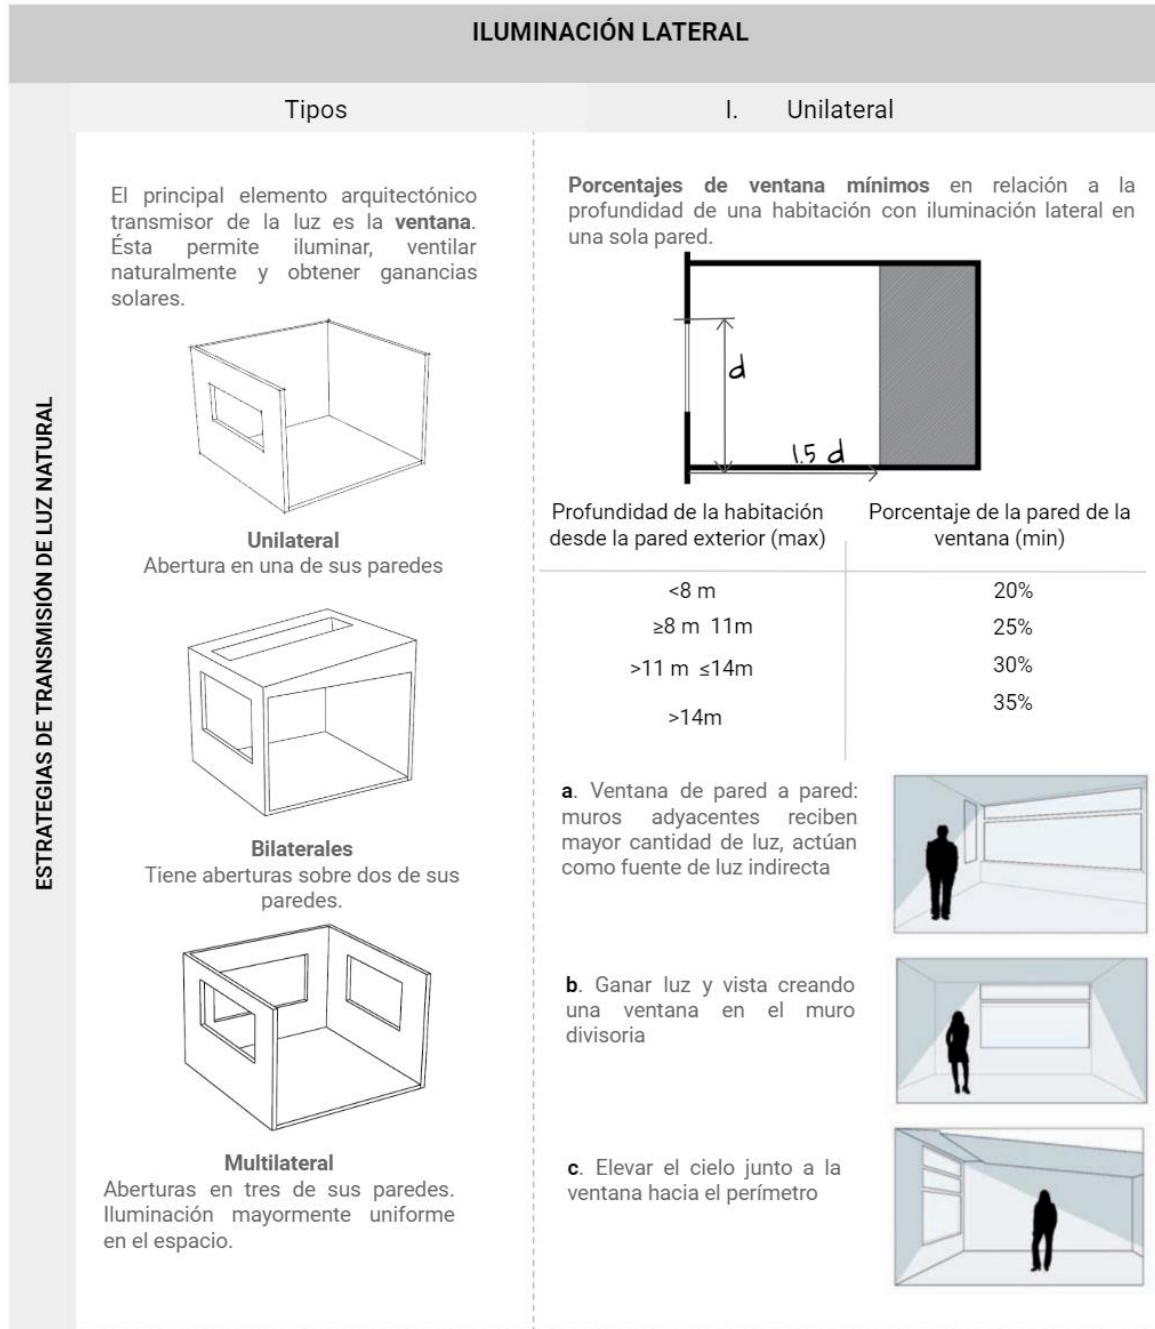 ILUMINACIÓN LATERAL
ESTRATEGIAS DE TRANSMISIÓN DE LUZ NATURAL
Tipos
El principal elemento arquitectónico
transmisor de la luz es la ventana.
Ésta permite iluminar, ventilar
naturalmente y obtener ganancias
solares.
Unilateral
Abertura en una de sus paredes
Bilaterales
Tiene aberturas sobre dos de sus
paredes.
Multilateral
Aberturas en tres de sus paredes.
Iluminación mayormente uniforme
en el espacio.
I. Unilateral
Porcentajes de ventana mínimos en relación a la
profundidad de una habitación con iluminación lateral en
una sola pared.
d
1.5 d
Profundidad de la habitación
desde la pared exterior (max)
Porcentaje de la pared de la
ventana (min)
<8 m 20%
≥8 m 11m 25%
>11 m ≤14m 30%
>14m 35%
a. Ventana de pared a pared:
muros adyacentes reciben
mayor cantidad de luz, actúan
como fuente de luz indirecta
b. Ganar luz y vista creando
una ventana en el muro
divisoria
c. Elevar el cielo junto a la
ventana hacia el perímetro